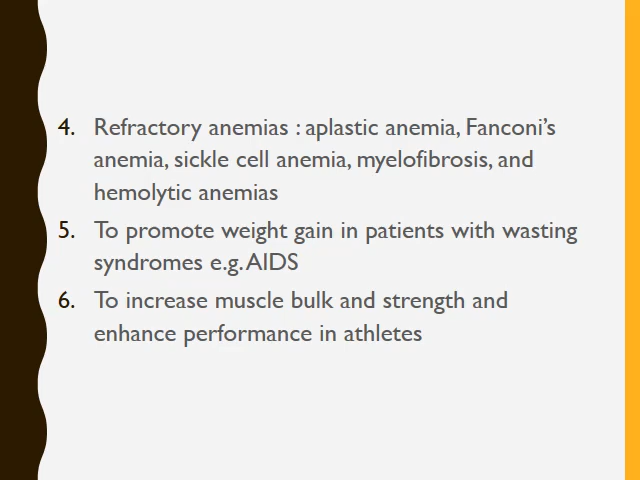 4. Refractory anemias : aplastic anemia, Fanconi's
anemia, sickle cell anemia, myelofibrosis, and
hemolytic anemias
5. To promote weight gain in patients with wasting
syndromes e.g. AIDS
6. To increase muscle bulk and strength and
enhance performance in athletes